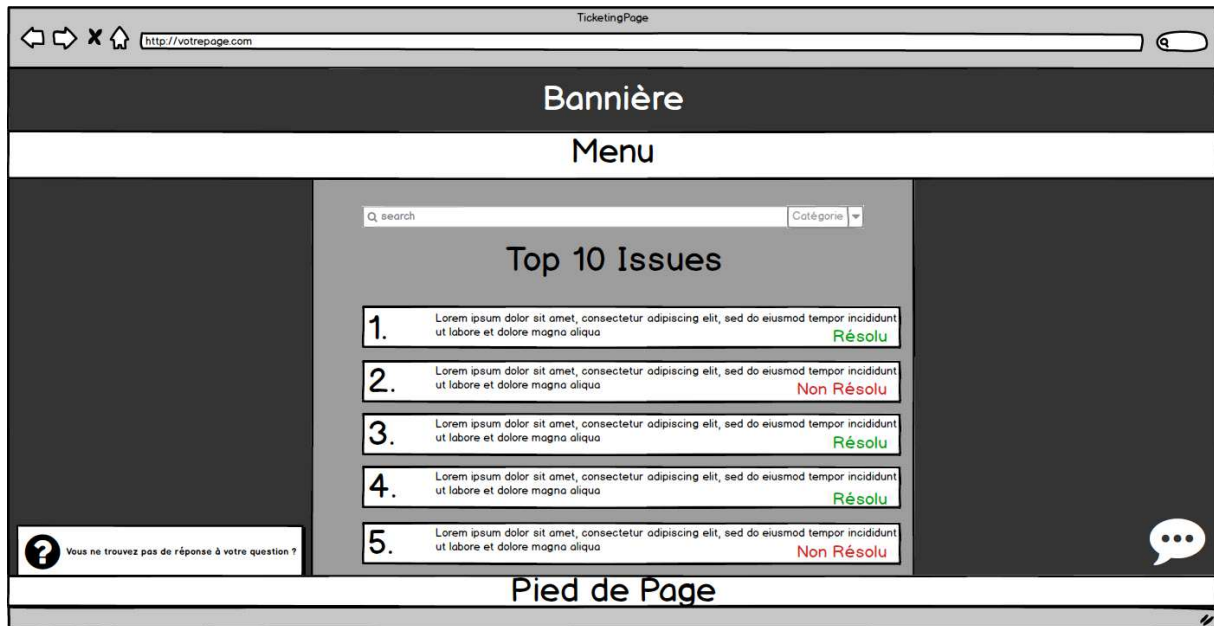 TicketingPage
http://votrepage.com
Bannière
Menu
search
Catégorie
Top 10 Issues
1.
Lorem ipsum dolor sit amet, consectetur adipiscing elit, sed do eiusmod tempor incididunt
ut labore et dolore magna aliqua
Résolu
2.
Lorem ipsum dolor sit amet, consectetur adipiscing elit, sed do eiusmod tempor incididunt
ut labore et dolore magna aliqua
Non Résolu
3.
Lorem ipsum dolor sit amet, consectetur adipiscing elit, sed do eiusmod tempor incididunt
ut labore et dolore magna aliqua
Résolu
4.
Lorem ipsum dolor sit amet, consectetur adipiscing elit, sed do eiusmod tempor incididunt
ut labore et dolore magna aliqua
Résolu
5.
Lorem ipsum dolor sit amet, consectetur adipiscing elit, sed do eiusmod tempor incididunt
ut labore et dolore magna aliqua
Non Résolu
? Vous ne trouvez pas de réponse à votre question ?
Pied de Page